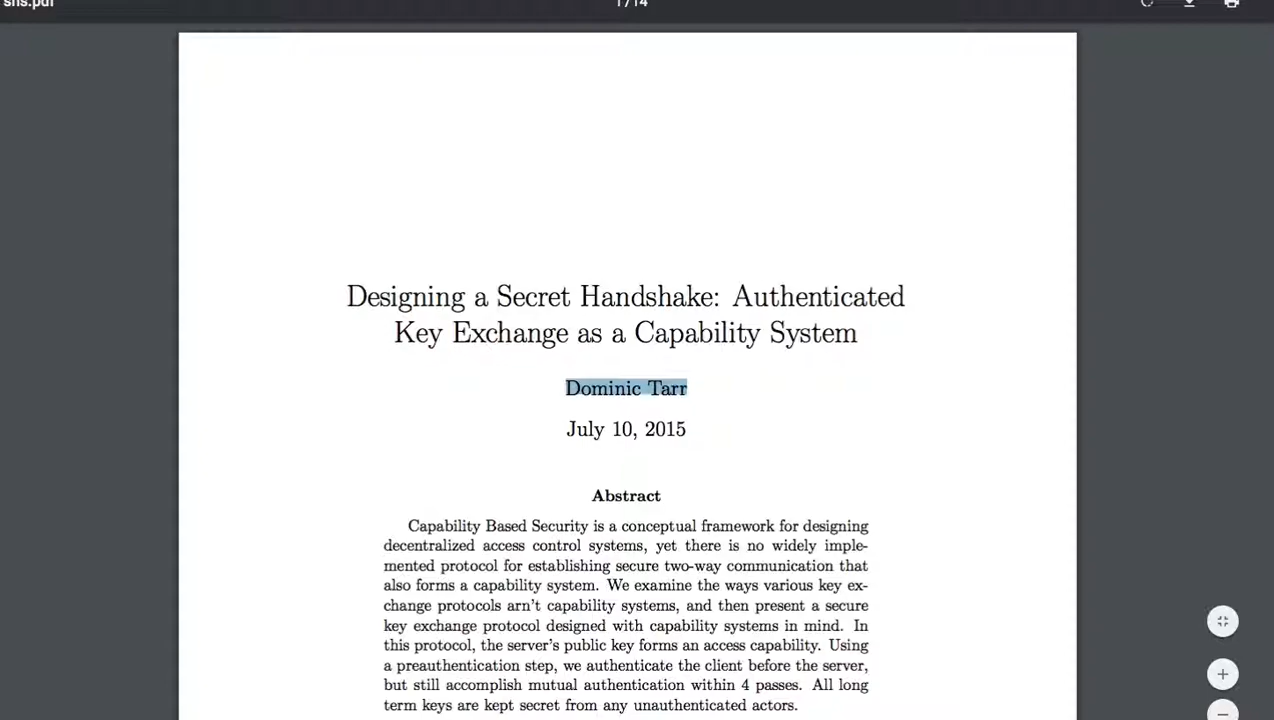 shs.pdf
1 / 14
Designing a Secret Handshake: Authenticated
Key Exchange as a Capability System
Dominic Tarr
July 10, 2015
Abstract
Capability Based Security is a conceptual framework for designing
decentralized access control systems, yet there is no widely imple-
mented protocol for establishing secure two-way communication that
also forms a capability system. We examine the ways various key ex-
change protocols arn't capability systems, and then present a secure
key exchange protocol designed with capability systems in mind. In
this protocol, the server's public key forms an access capability. Using
a preauthentication step, we authenticate the client before the server,
but still accomplish mutual authentication within 4 passes. All long
term keys are kept secret from any unauthenticated actors.